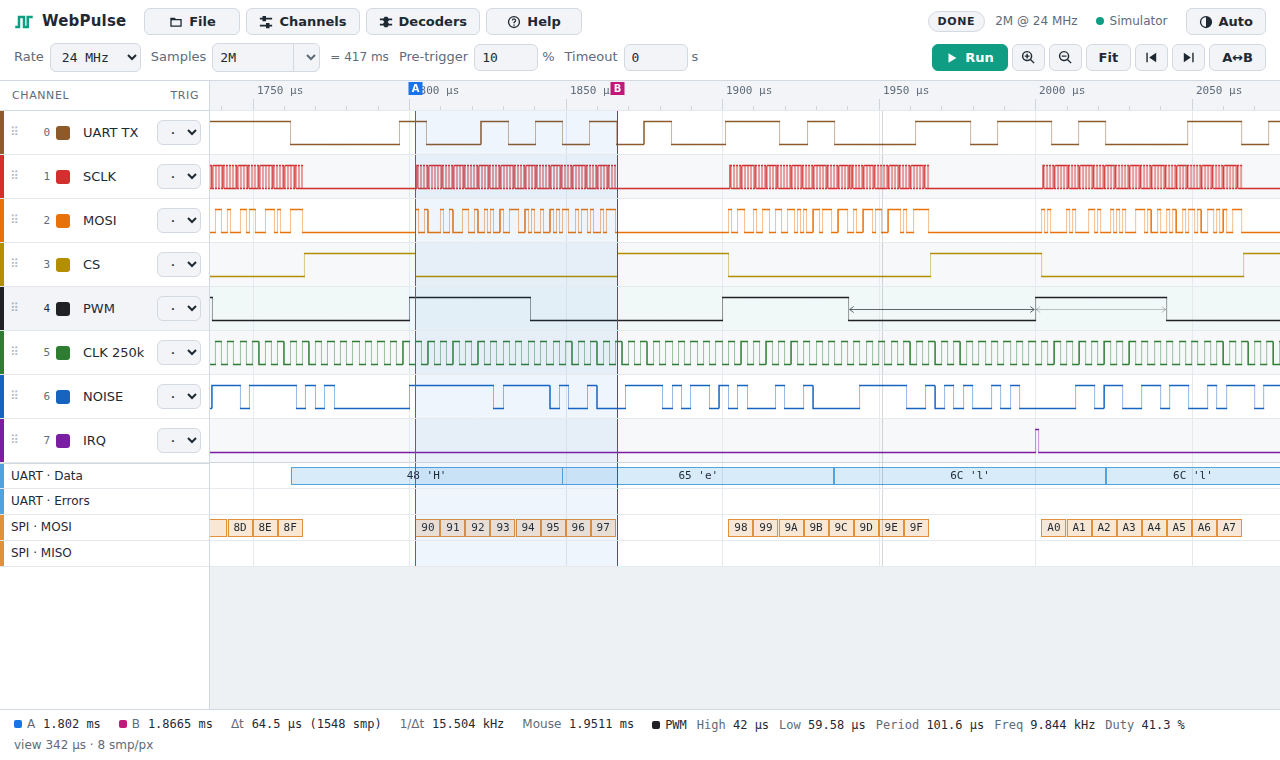 WebPulse File Channels Decoders Help DONE 2M @ 24 MHz Simulator Auto
Rate 24 MHz Samples 2M = 417 ms Pre-trigger 10 % Timeout 0 s Run Fit A↔B
CHANNEL TRIG
1750 µs A 00 µs 1850 µ B 1900 µs 1950 µs 2000 µs 2050 µs
0 UART TX ·
1 SCLK ·
2 MOSI ·
3 CS ·
4 PWM ·
5 CLK 250k ·
6 NOISE ·
7 IRQ ·
UART · Data 48 'H' 65 'e' 6C 'l' 6C 'l'
UART · Errors
SPI · MOSI 8D 8E 8F 90 91 92 93 94 95 96 97 98 99 9A 9B 9C 9D 9E 9F A0 A1 A2 A3 A4 A5 A6 A7
SPI · MISO
A 1.802 ms B 1.8665 ms Δt 64.5 µs (1548 smp) 1/Δt 15.504 kHz Mouse 1.9511 ms PWM High 42 µs Low 59.58 µs Period 101.6 µs Freq 9.844 kHz Duty 41.3 %
view 342 µs · 8 smp/px